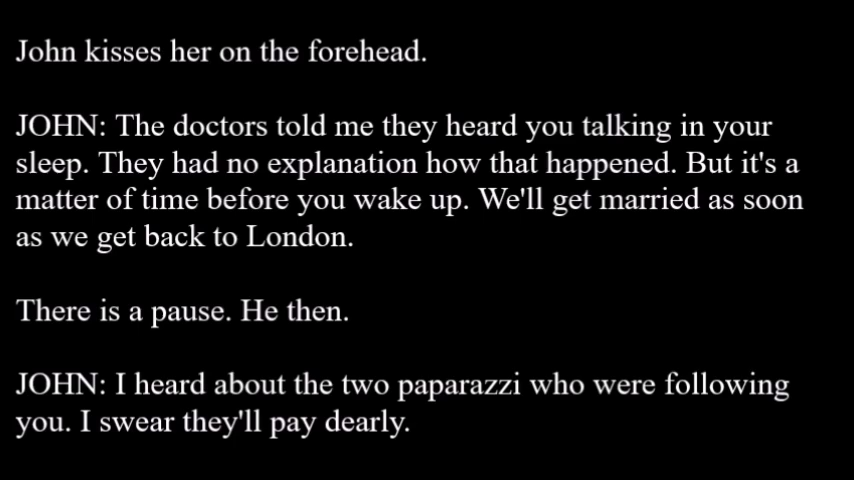 John kisses her on the forehead.
JOHN: The doctors told me they heard you talking in your
sleep. They had no explanation how that happened. But it's a
matter of time before you wake up. We'll get married as soon
as we get back to London.
There is a pause. He then.
JOHN: I heard about the two paparazzi who were following
you. I swear they'll pay dearly.